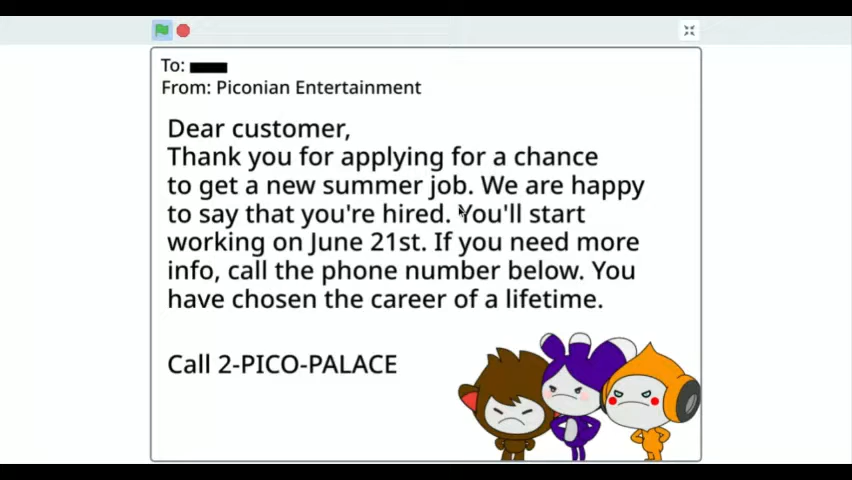 To:
From: Piconian Entertainment
Dear customer,
Thank you for applying for a chance
to get a new summer job. We are happy
to say that you're hired. You'll start
working on June 21st. If you need more
info, call the phone number below. You
have chosen the career of a lifetime.
Call 2-PICO-PALACE